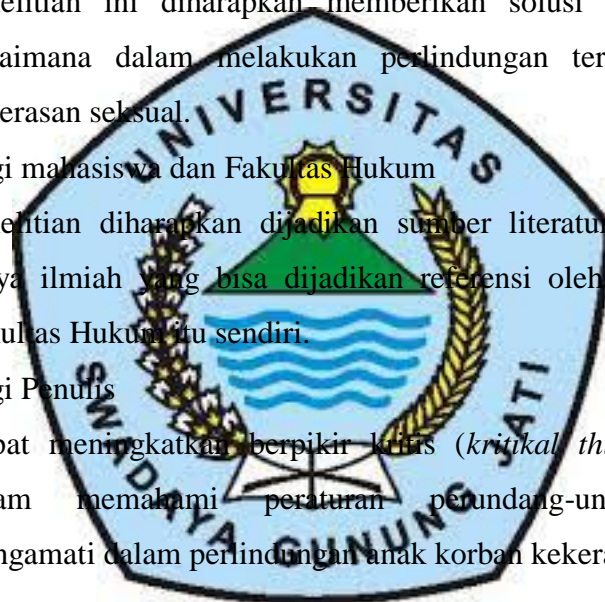 elitian ini diharapkan memberikan solusi
aimana dalam melakukan perlindungan ter
erasan seksual.
gi mahasiswa dan Fakultas Hukum
elitian diharapkan dijadikan sumber literatur
ya ilmiah yang bisa dijadikan referensi oleh
ultas Hukum itu sendiri.
gi Penulis
pat meningkatkan berpikir kritis (kritikal th
am memahami peraturan perundang-un
ngamati dalam perlindungan anak korban kekera
UNIVERSITAS
SWADAYA GUNUNG JATI